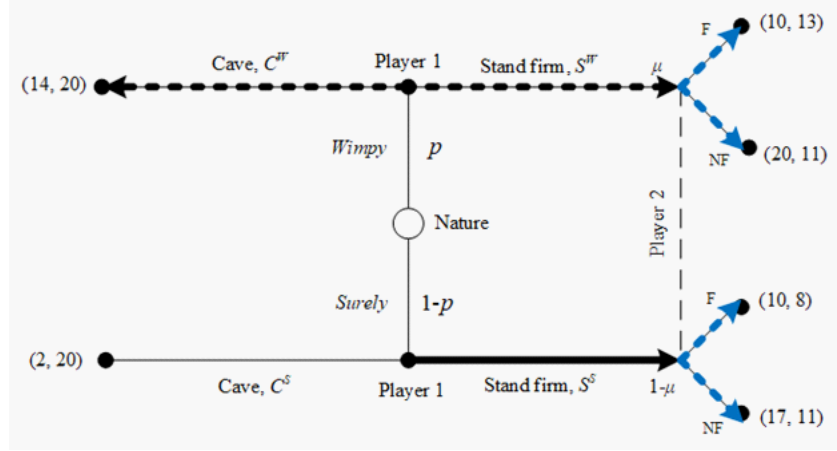 (10, 13)
F
Cave, C^W
Player 1
Stand firm, S^W
μ
(14, 20)
Wimpy
p
NF
(20, 11)
Player 2
Nature
Surely
1-p
F
(10, 8)
(2, 20)
Cave, C^S
Player 1
Stand firm, S^S
1-μ
NF
(17, 11)